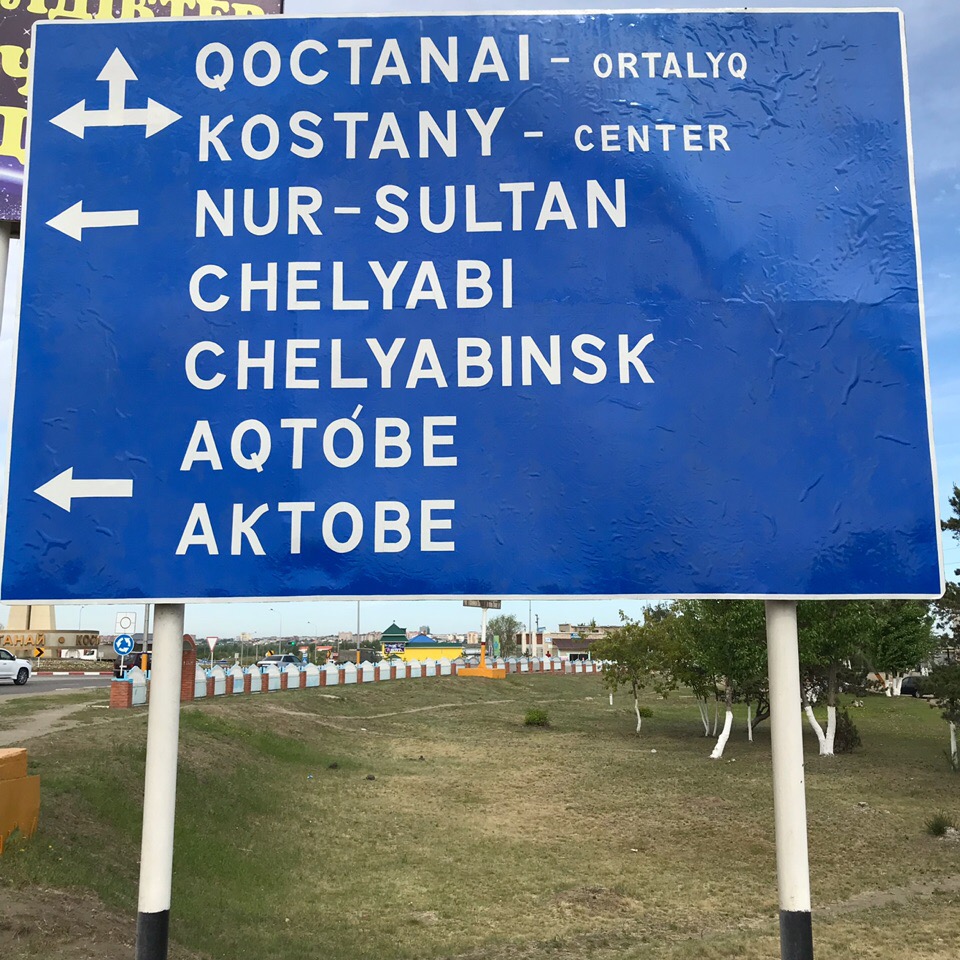 QOCTANAI - ORTALYQ
KOSTANY - CENTER
NUR-SULTAN
CHELYABI
CHELYABINSK
AQTÓBE
AKTOBE